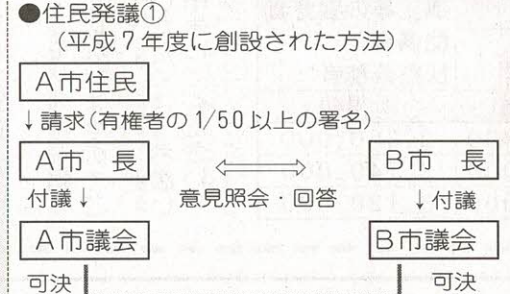 ●住民発議①
（平成７年度に創設された方法）
Ａ市住民
↓請求(有権者の1/50以上の署名)
Ａ市　長　⟺　Ｂ市　長
付議↓　意見照会・回答　↓付議
Ａ市議会　Ｂ市議会
可決　可決